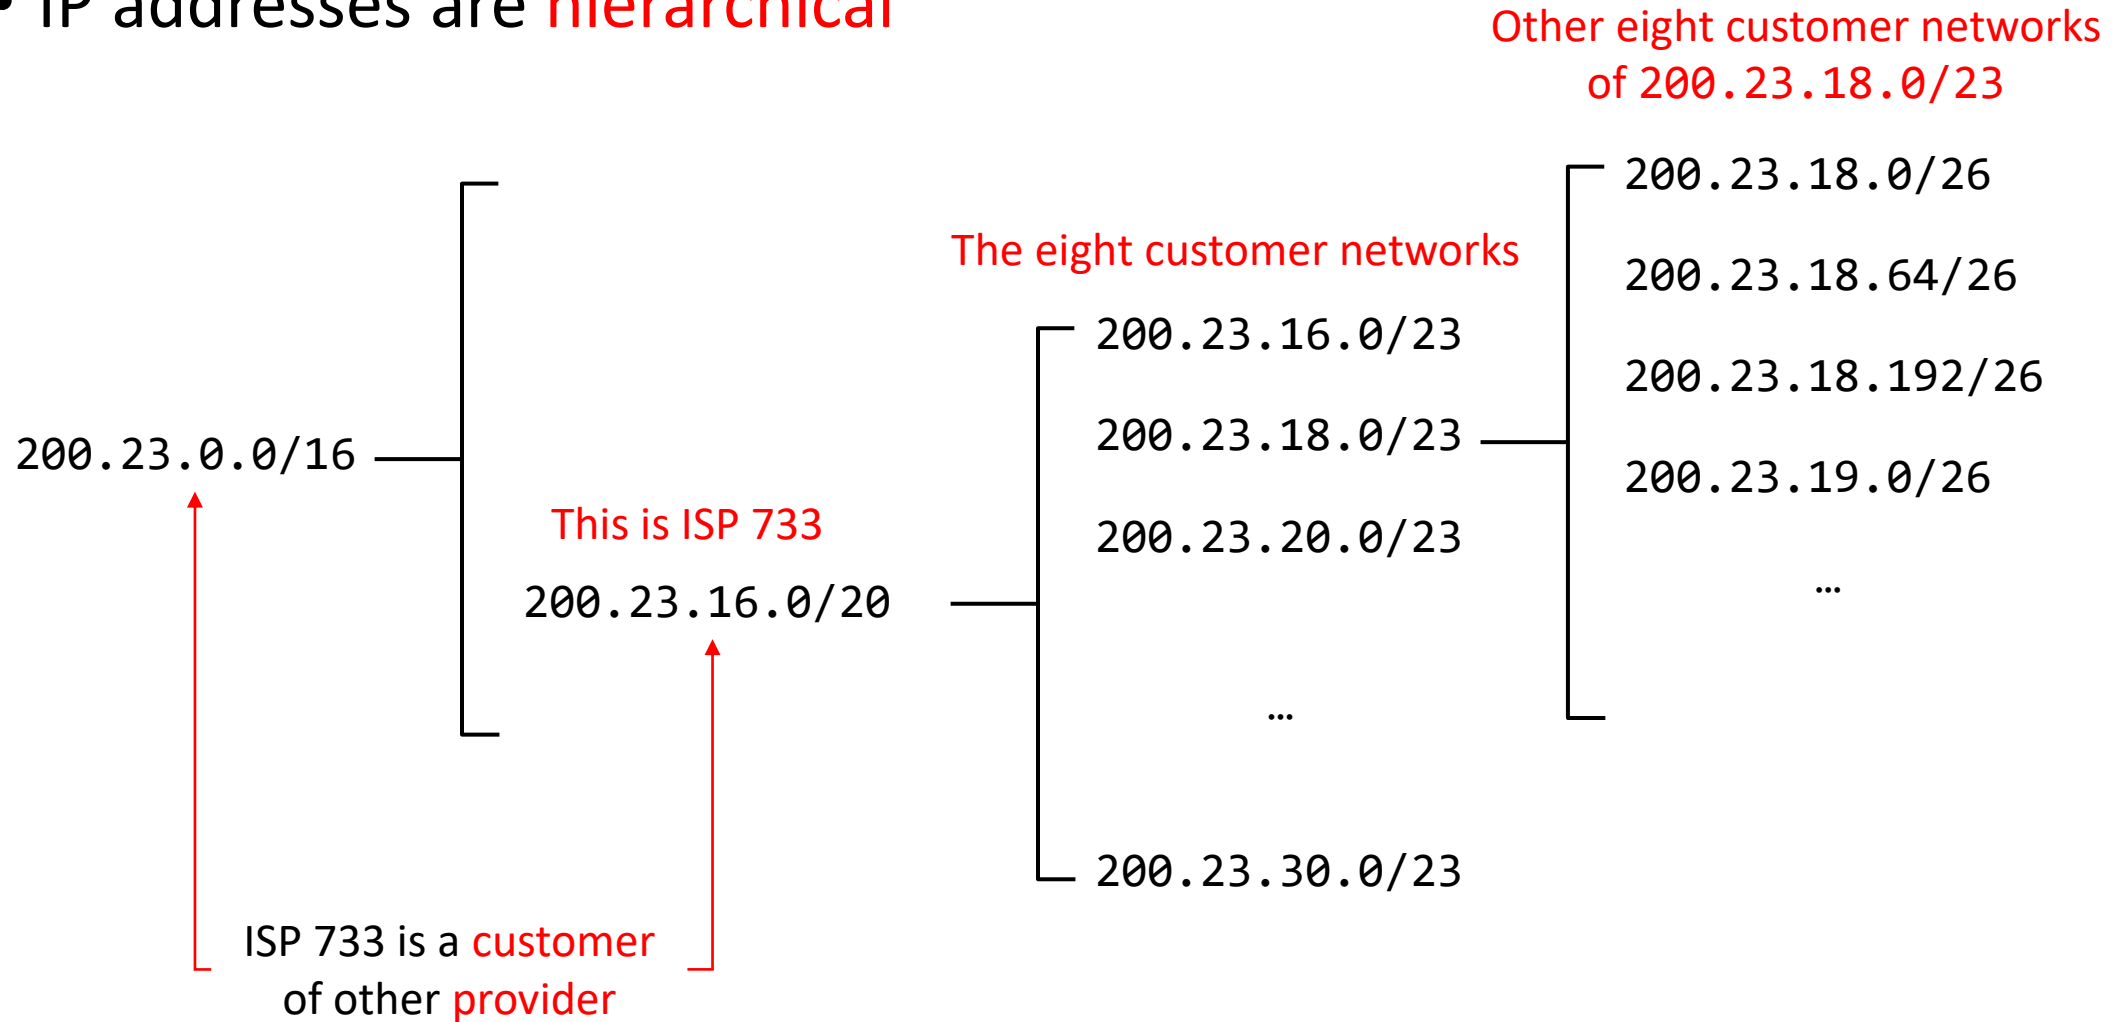 • IP addresses are hierarchical
Other eight customer networks
of 200.23.18.0/23
200.23.18.0/26
200.23.18.64/26
200.23.18.192/26
200.23.19.0/26
…
The eight customer networks
200.23.16.0/23
200.23.18.0/23
200.23.20.0/23
…
200.23.30.0/23
200.23.0.0/16
This is ISP 733
200.23.16.0/20
ISP 733 is a customer
of other provider